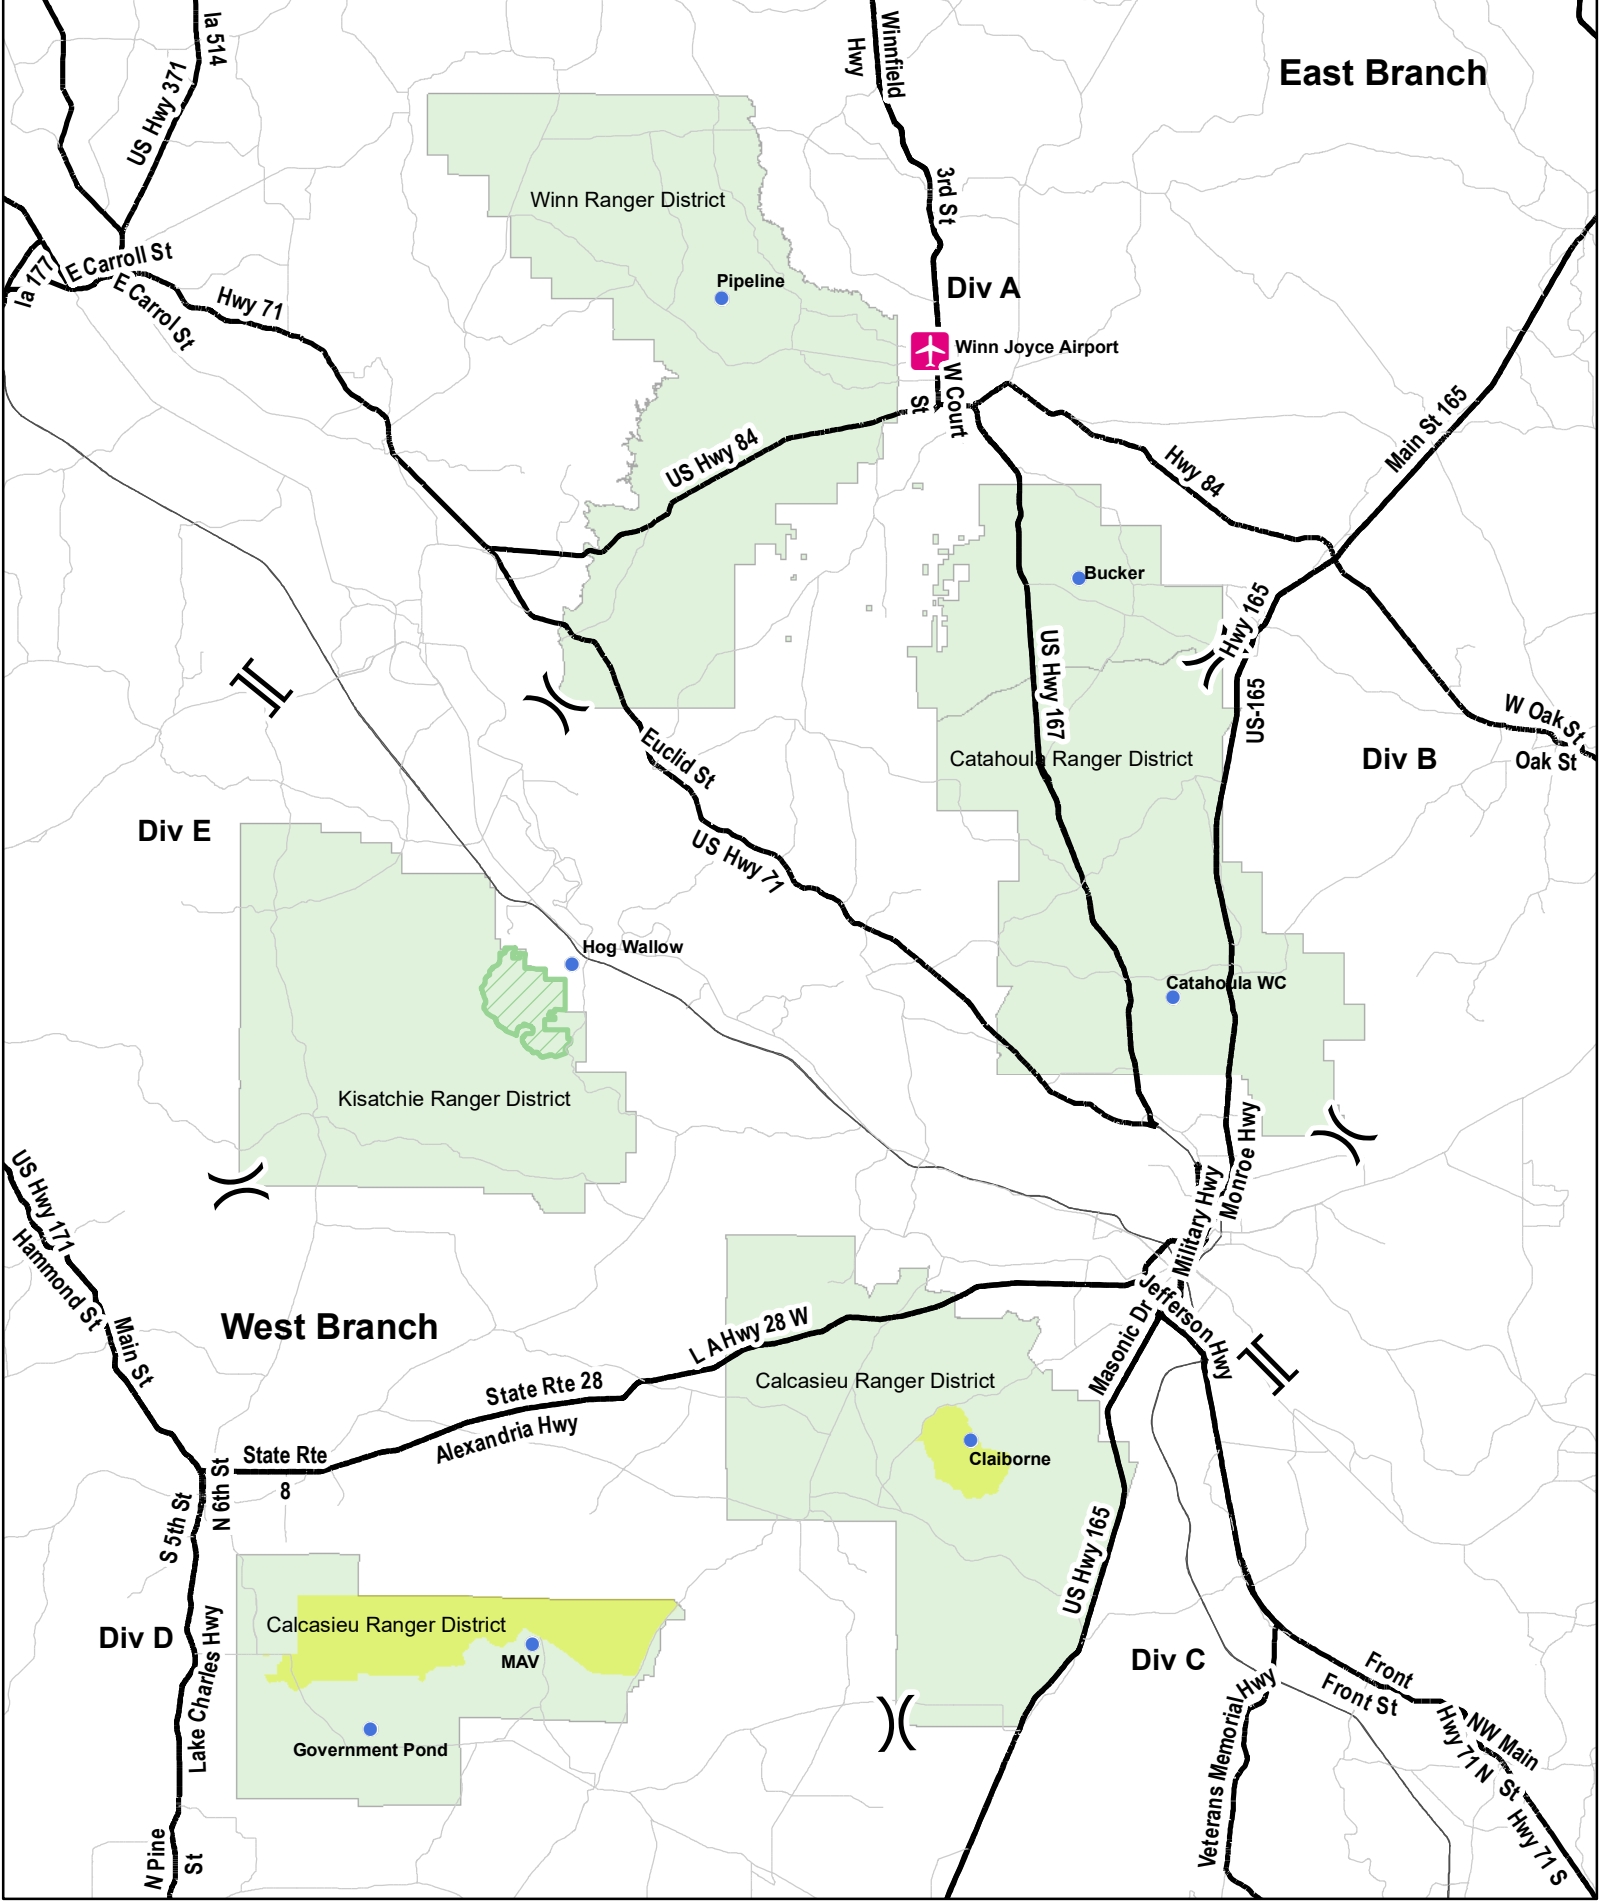 la 514
US Hwy 371
Winnfield
Hwy
East Branch
3rd St
Winn Ranger District
E Carroll St
la 177
E Carrol St
Hwy 71
Pipeline
Div A
Winn Joyce Airport
W Court
St
US Hwy 84
Main St 165
Hwy 84
Bucker
Hwy 165
US Hwy 167
US-165
W Oak St
Oak St
Euclid St
Catahoula Ranger District
Div B
Div E
US Hwy 71
Hog Wallow
Catahoula WC
Kisatchie Ranger District
Monroe Hwy
Military Hwy
US Hwy 171
Hammond St
Main St
West Branch
Jefferson Hwy
Masonic Dr
L A Hwy 28 W
State Rte 28
Alexandria Hwy
Calcasieu Ranger District
Claiborne
State Rte
8
N 6th St
S 5th St
US Hwy 165
Calcasieu Ranger District
MAV
Div D
Lake Charles Hwy
Government Pond
Div C
Front
Front St
Veterans Memorial Hwy
NW Main
St
Hwy 71 N
Hwy 71 S
N Pine
St